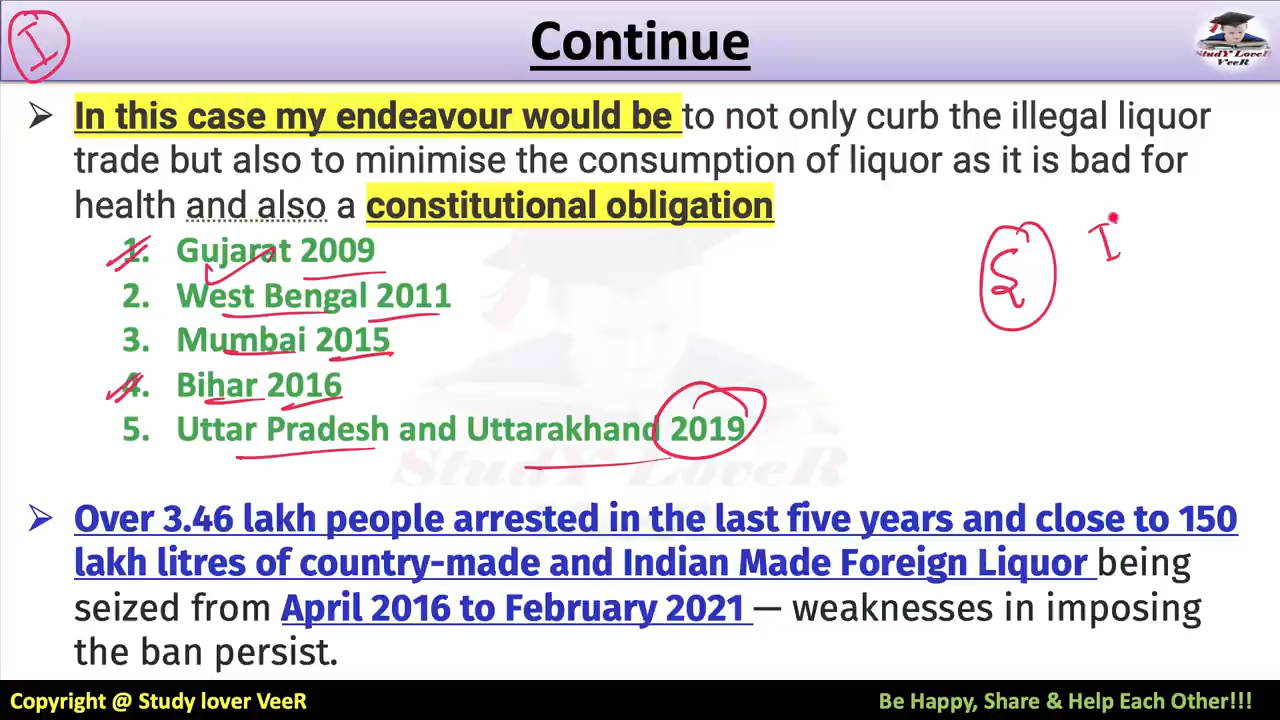 I
Continue
StudY LoveR
VeeR
➤ In this case my endeavour would be to not only curb the illegal liquor
trade but also to minimise the consumption of liquor as it is bad for
health and also a constitutional obligation
1. Gujarat 2009
2. West Bengal 2011
3. Mumbai 2015
4. Bihar 2016
5. Uttar Pradesh and Uttarakhand 2019
I
StudY LoveR
➤ Over 3.46 lakh people arrested in the last five years and close to 150
lakh litres of country-made and Indian Made Foreign Liquor being
seized from April 2016 to February 2021 — weaknesses in imposing
the ban persist.
Copyright @ Study lover VeeR
Be Happy, Share & Help Each Other!!!